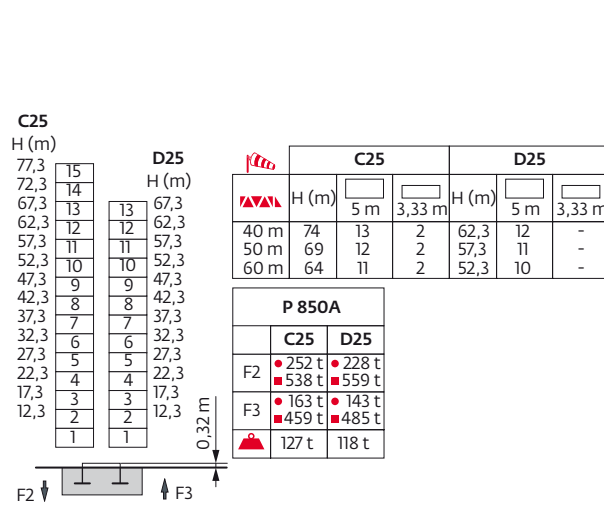 C25
H (m)
77,3 15
72,3 14
67,3 13
62,3 12
57,3 11
52,3 10
47,3 9
42,3 8
37,3 7
32,3 6
27,3 5
22,3 4
17,3 3
12,3 2
1
D25
H (m)
13 67,3
12 62,3
11 57,3
10 52,3
9 47,3
8 42,3
7 37,3
6 32,3
5 27,3
4 22,3
3 17,3
2 12,3
1
0,32 m
F2
F3
C25 D25
H (m) 5 m 3,33 m H (m) 5 m 3,33 m
40 m 74 13 2 62,3 12 -
50 m 69 12 2 57,3 11 -
60 m 64 11 2 52,3 10 -
P 850A
C25 D25
F2 252 t 228 t
538 t 559 t
F3 163 t 143 t
459 t 485 t
127 t 118 t